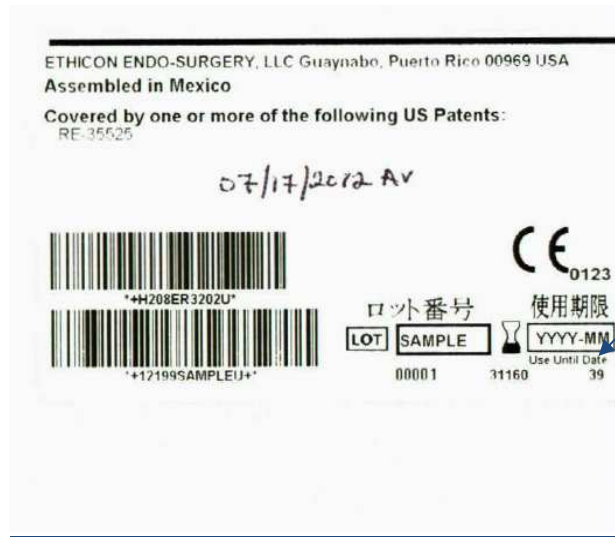 ETHICON ENDO-SURGERY, LLC Guaynabo, Puerto Rico 00969 USA
Assembled in Mexico
Covered by one or more of the following US Patents:
RE-35525
07/17/2012 AV
CE 0123
*+H208ER3202U*
ロット番号 使用期限
LOT SAMPLE YYYY-MM
Use Until Date
*+12199SAMPLEU+*
00001 31160 39